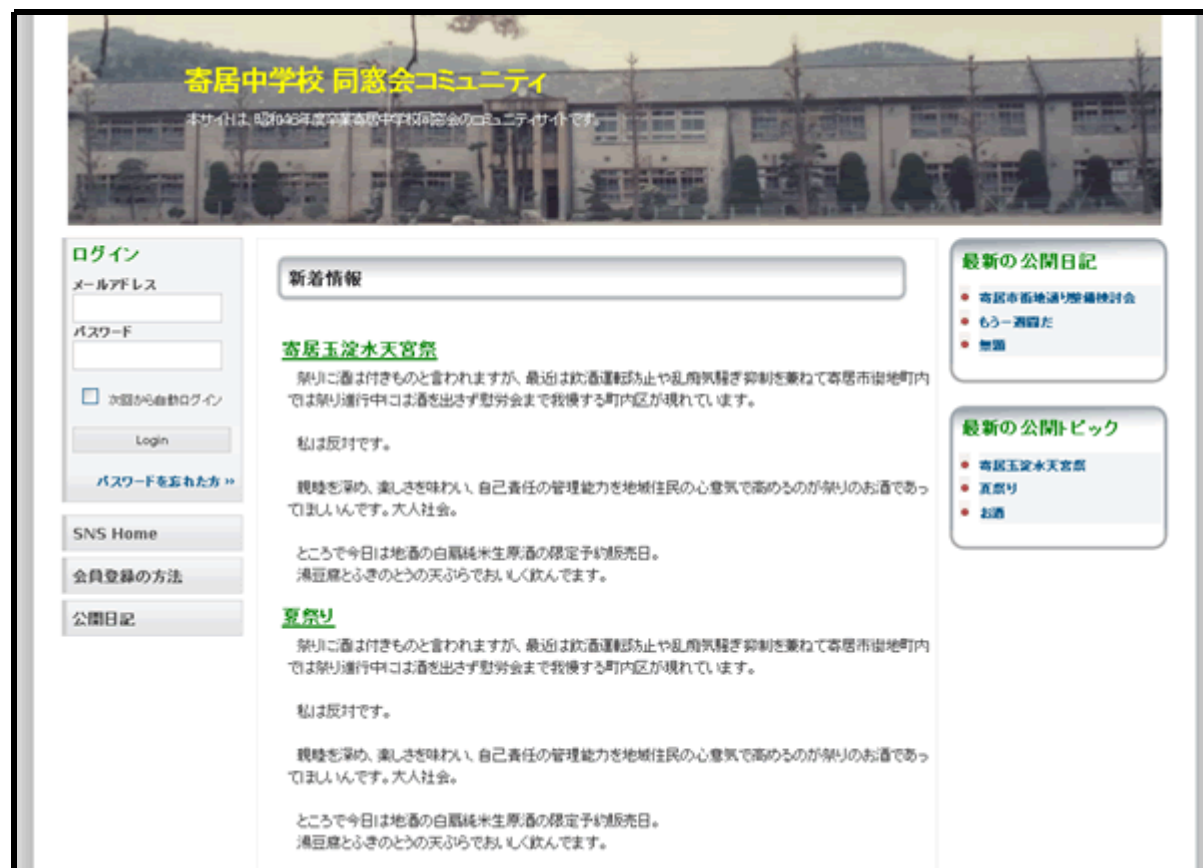 寄居中学校 同窓会コミュニティ
本サイトは、昭和46年度卒業寄居中学校同窓会のコミュニティサイトです。
ログイン
メールアドレス
パスワード
次回から自動ログイン
Login
パスワードを忘れた方 »
SNS Home
会員登録の方法
公開日記
新着情報
寄居玉淀水天宮祭
祭りに酒は付きものと言われますが、最近は飲酒運転防止や乱痴気騒ぎ抑制を兼ねて寄居市街地町内
では祭り進行中には酒を出さず慰労会まで我慢する町内区が現れています。
私は反対です。
親睦を深め、楽しさを味わい、自己責任の管理能力を地域住民の心意気で高めるのが祭りのお酒であっ
てほしいんです。大人社会。
ところで今日は地酒の白扇純米生原酒の限定予約販売日。
湯豆腐とふきのとうの天ぷらでおいしく飲んでます。
夏祭り
祭りに酒は付きものと言われますが、最近は飲酒運転防止や乱痴気騒ぎ抑制を兼ねて寄居市街地町内
では祭り進行中には酒を出さず慰労会まで我慢する町内区が現れています。
私は反対です。
親睦を深め、楽しさを味わい、自己責任の管理能力を地域住民の心意気で高めるのが祭りのお酒であっ
てほしいんです。大人社会。
ところで今日は地酒の白扇純米生原酒の限定予約販売日。
湯豆腐とふきのとうの天ぷらでおいしく飲んでます。
最新の公開日記
寄居市街地通り整備検討会
もう一週間だ
無題
最新の公開トピック
寄居玉淀水天宮祭
夏祭り
お酒